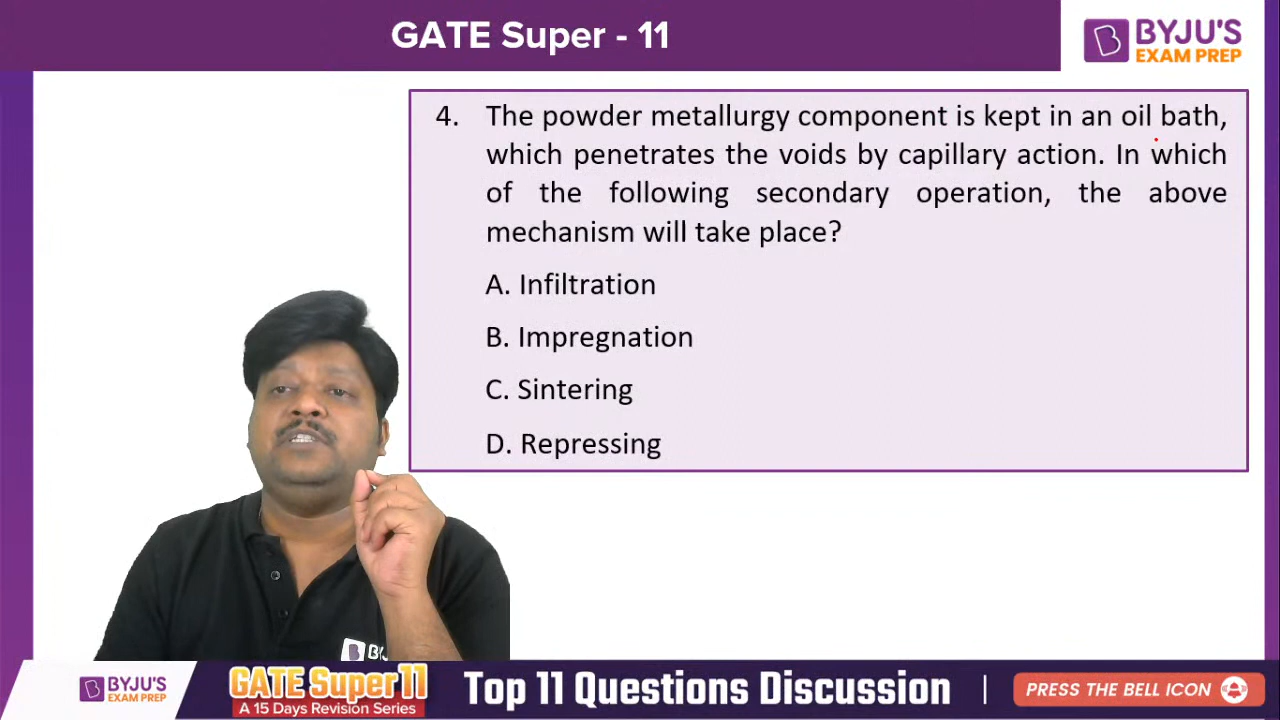 GATE Super - 11
BYJU'S
EXAM PREP
4. The powder metallurgy component is kept in an oil bath,
which penetrates the voids by capillary action. In which
of the following secondary operation, the above
mechanism will take place?
A. Infiltration
B. Impregnation
C. Sintering
D. Repressing
BYJU'S
EXAM PREP
GATE Super 11
A 15 Days Revision Series
Top 11 Questions Discussion
PRESS THE BELL ICON